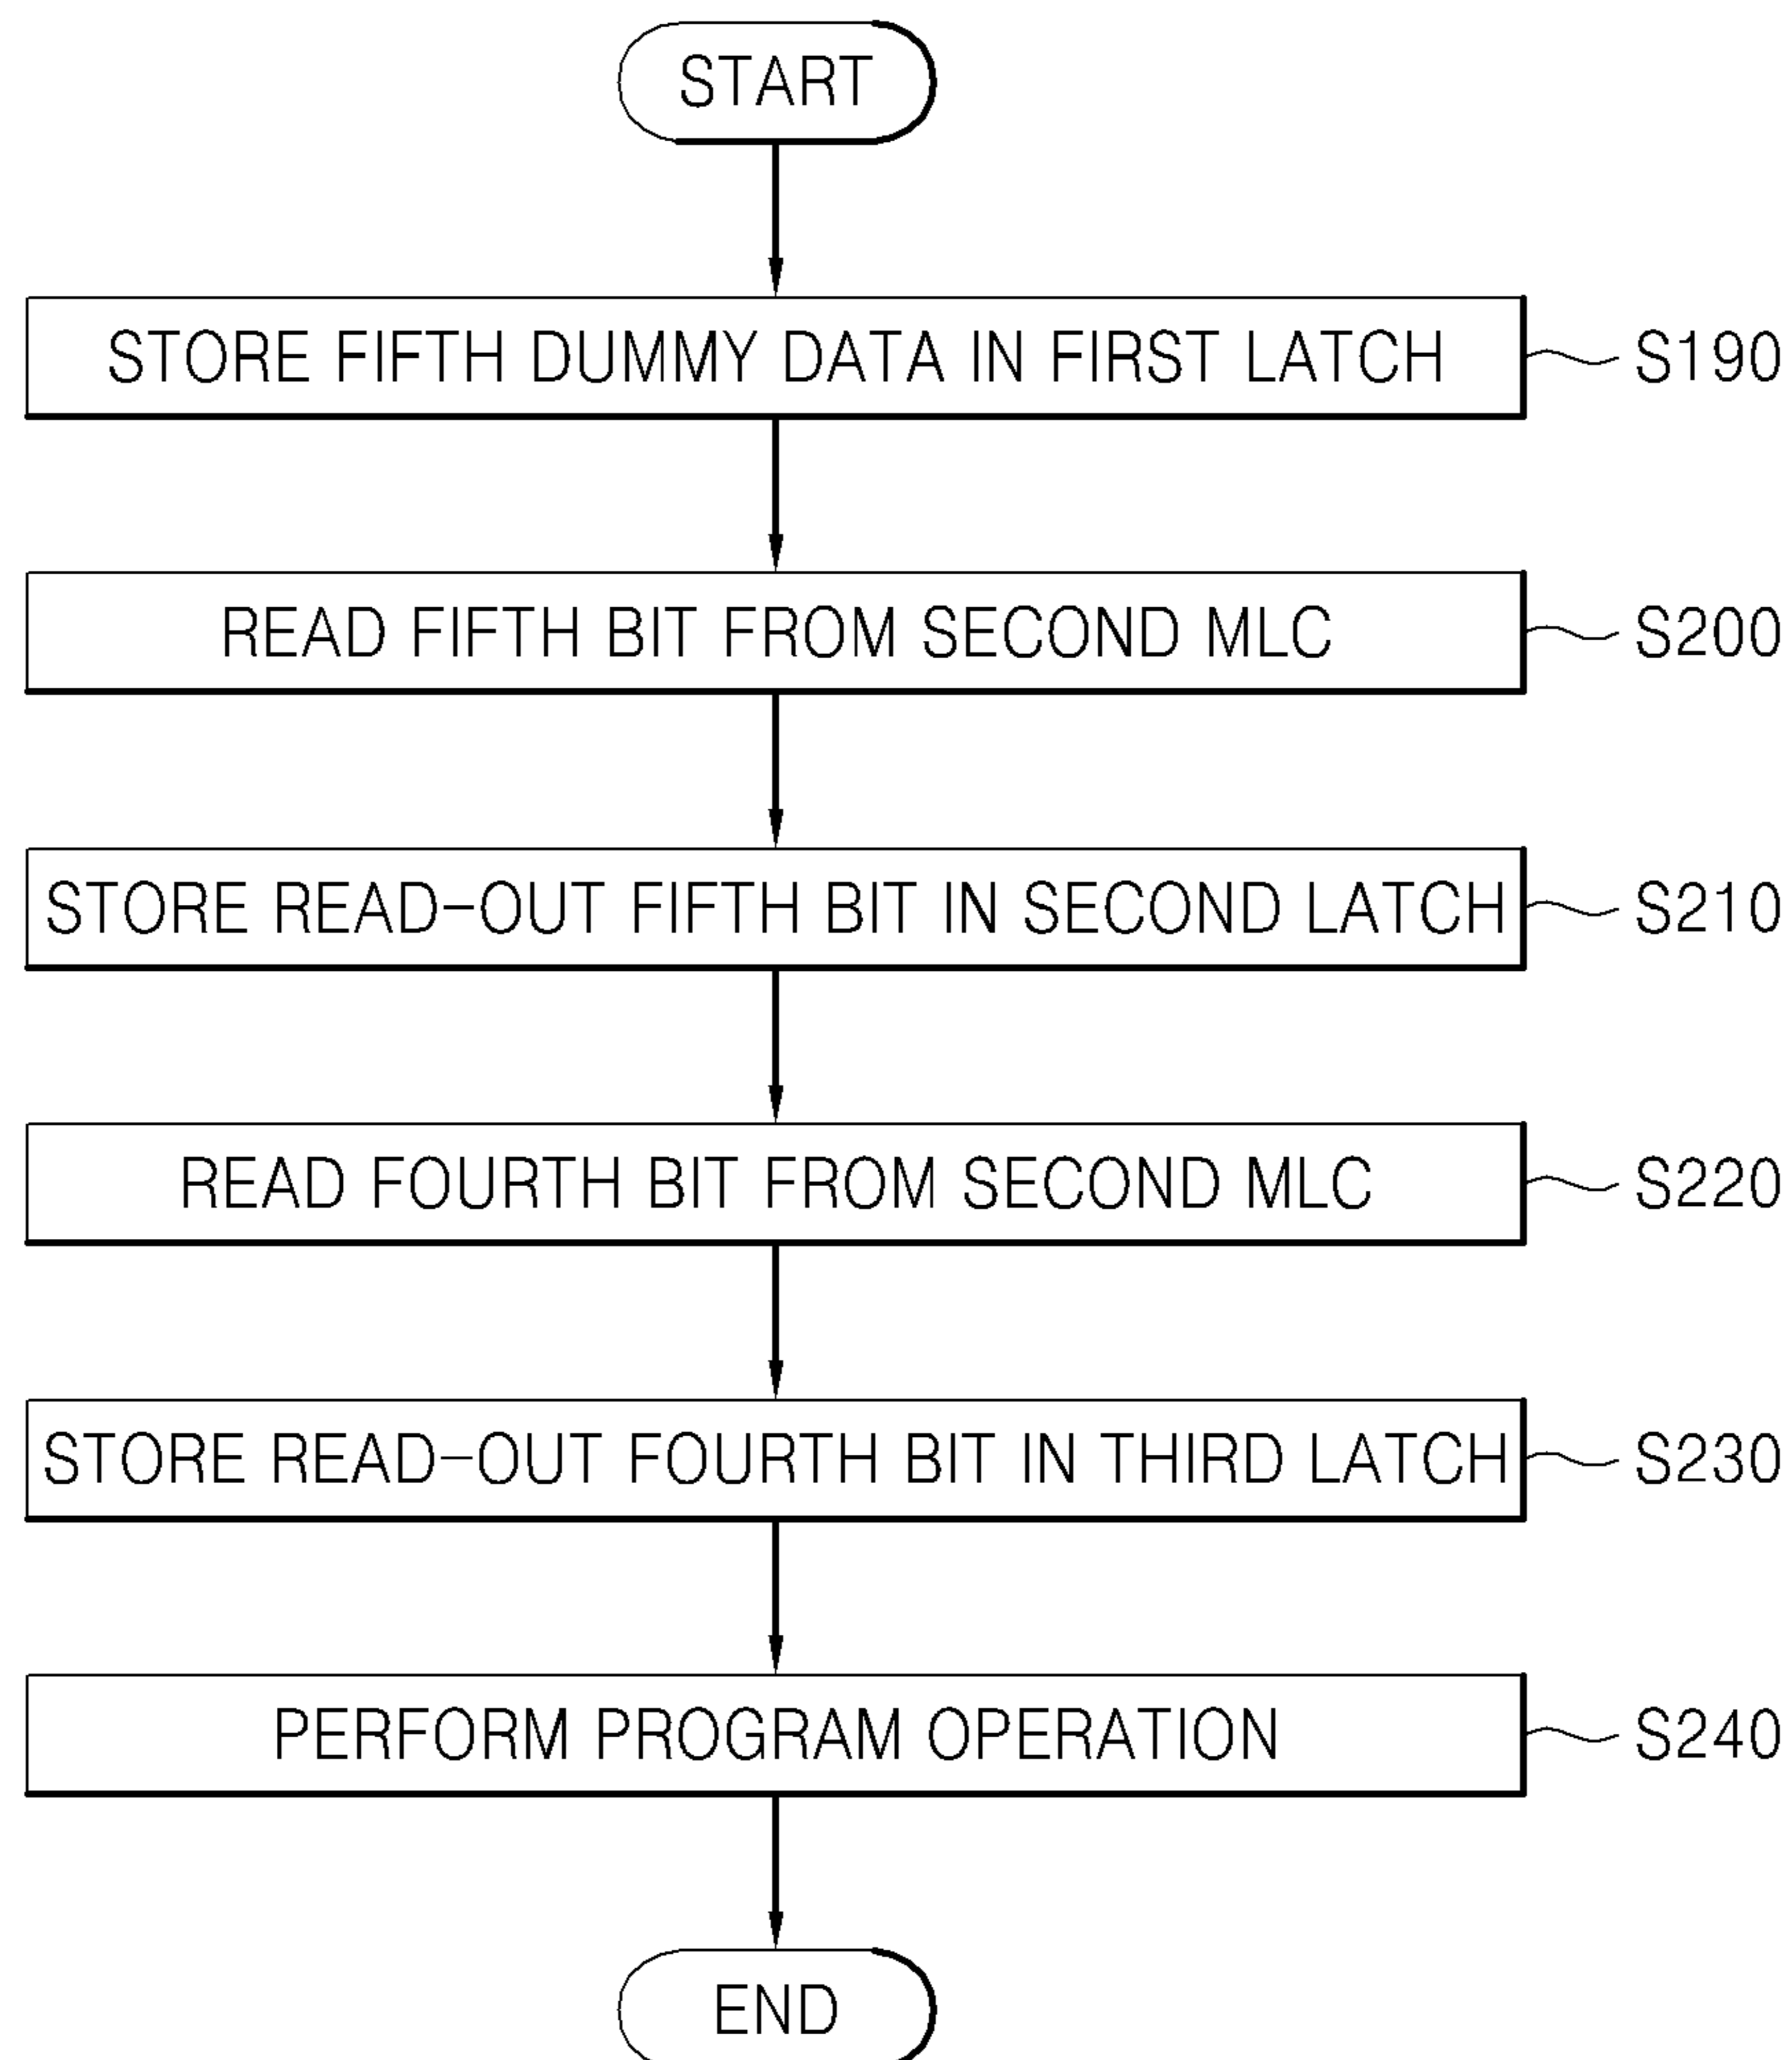 START
STORE FIFTH DUMMY DATA IN FIRST LATCH S190
READ FIFTH BIT FROM SECOND MLC S200
STORE READ-OUT FIFTH BIT IN SECOND LATCH S210
READ FOURTH BIT FROM SECOND MLC S220
STORE READ-OUT FOURTH BIT IN THIRD LATCH S230
PERFORM PROGRAM OPERATION S240
END